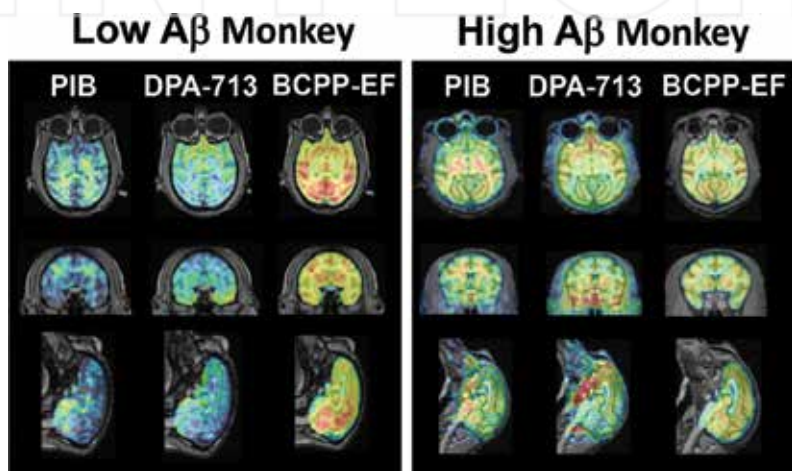 Low Aβ Monkey
High Aβ Monkey
PIB DPA-713 BCPP-EF
PIB DPA-713 BCPP-EF